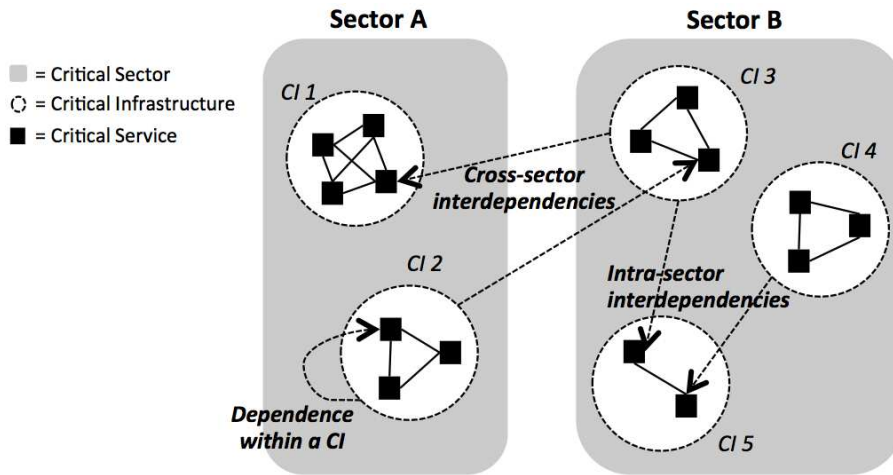 Sector A
Sector B
= Critical Sector
= Critical Infrastructure
= Critical Service
CI 1
CI 3
CI 4
Cross-sector
interdependencies
CI 2
Intra-sector
interdependencies
Dependence
within a CI
CI 5